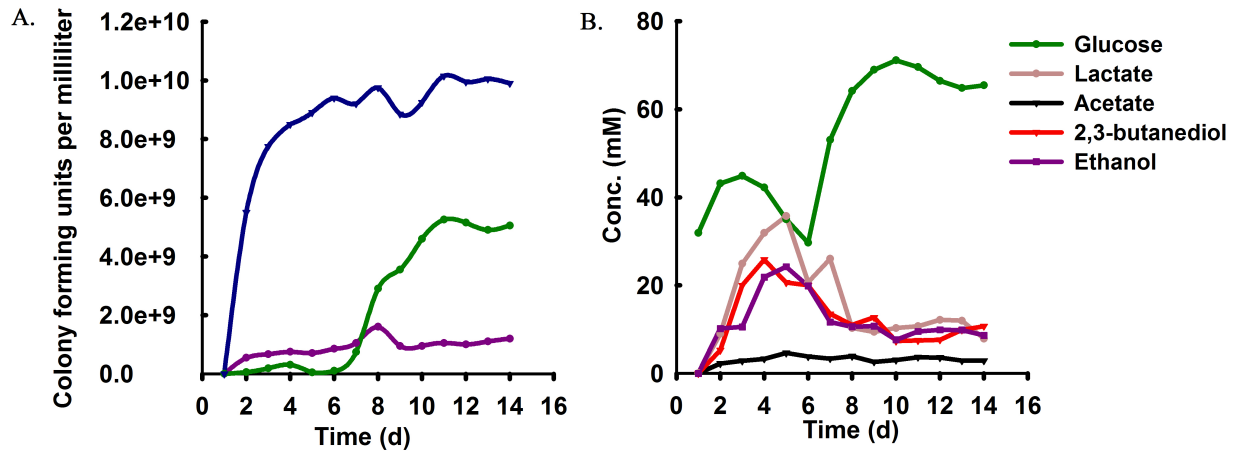 A.
Colony forming units per milliliter
1.2e+10
1.0e+10
8.0e+9
6.0e+9
4.0e+9
2.0e+9
0.0
0 2 4 6 8 10 12 14 16
Time (d)
B.
Conc. (mM)
80
60
40
20
0
0 2 4 6 8 10 12 14 16
Time (d)
Glucose
Lactate
Acetate
2,3-butanediol
Ethanol